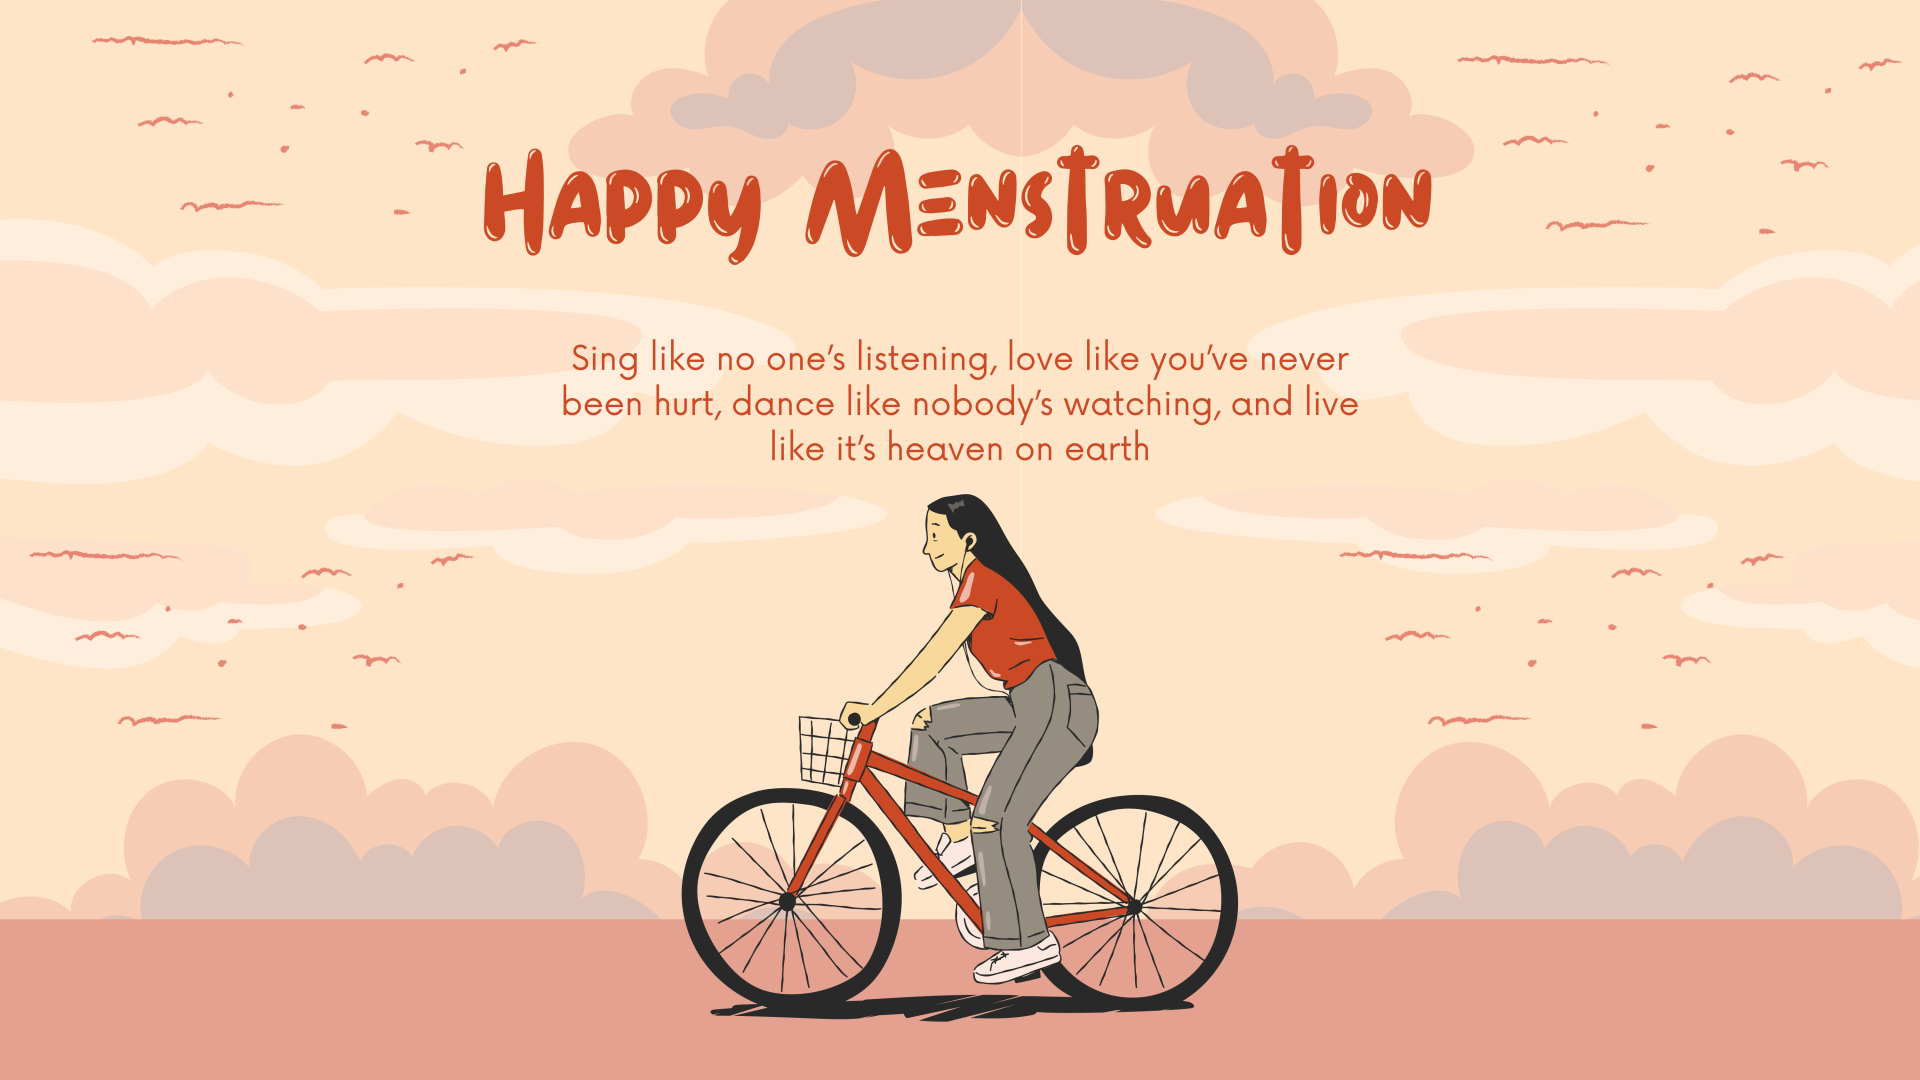 Happy Menstruation
Sing like no one’s listening, love like you’ve never
been hurt, dance like nobody’s watching, and live
like it’s heaven on earth